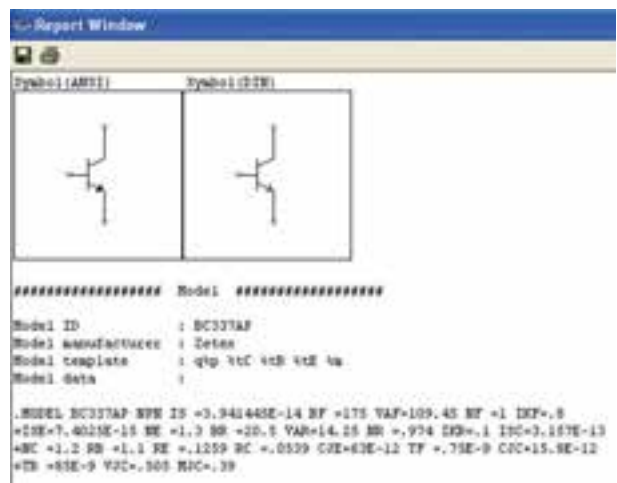 Report Window
Symbol(ANSI) Symbol(DIN)
################## Model ##################
Model ID : BC337AP
Model manufacturer : Zetex
Model template : q%p %tC %tB %tE %m
Model data :
.MODEL BC337AP NPN IS =3.941445E-14 BF =175 VAF=109.45 NF =1 IKF=.8
+ISE=7.4025E-15 NE =1.3 BR =20.5 VAR=14.25 NR =.974 IKR=.1 ISC=3.157E-13
+NC =1.2 RB =1.1 RE =.1259 RC =.0539 CJE=63E-12 TF =.75E-9 CJC=15.8E-12
+TR =85E-9 VJC=.505 MJC=.39